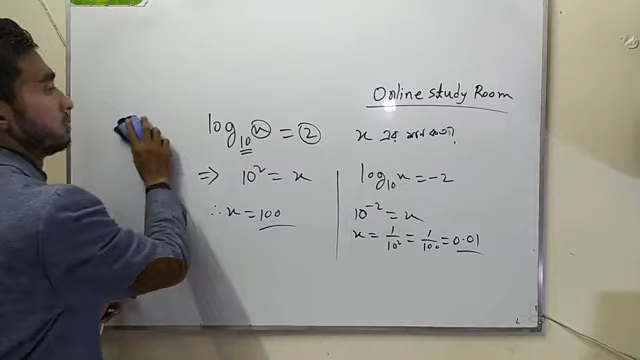 Online Study Room
log₁₀x = 2
x এর মান কত?
⇒ 10² = x
∴ x = 100
log₁₀x = -2
10⁻² = x
x = 1/10² = 1/100 = 0.01